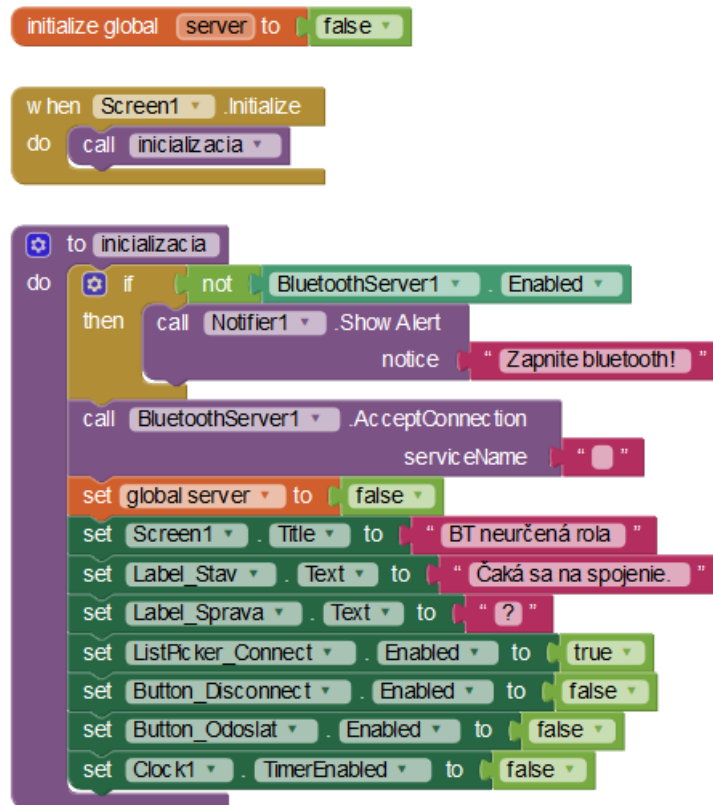 initialize global server to false
when Screen1 .Initialize
do call inicializacia
to inicializacia
do if not BluetoothServer1 . Enabled
then call Notifier1 .ShowAlert
notice " Zapnite bluetooth! "
call BluetoothServer1 .AcceptConnection
serviceName " "
set global server to false
set Screen1 . Title to " BT neurčená rola "
set Label_Stav . Text to " Čaká sa na spojenie. "
set Label_Sprava . Text to " ? "
set ListPicker_Connect . Enabled to true
set Button_Disconnect . Enabled to false
set Button_Odoslat . Enabled to false
set Clock1 . TimerEnabled to false